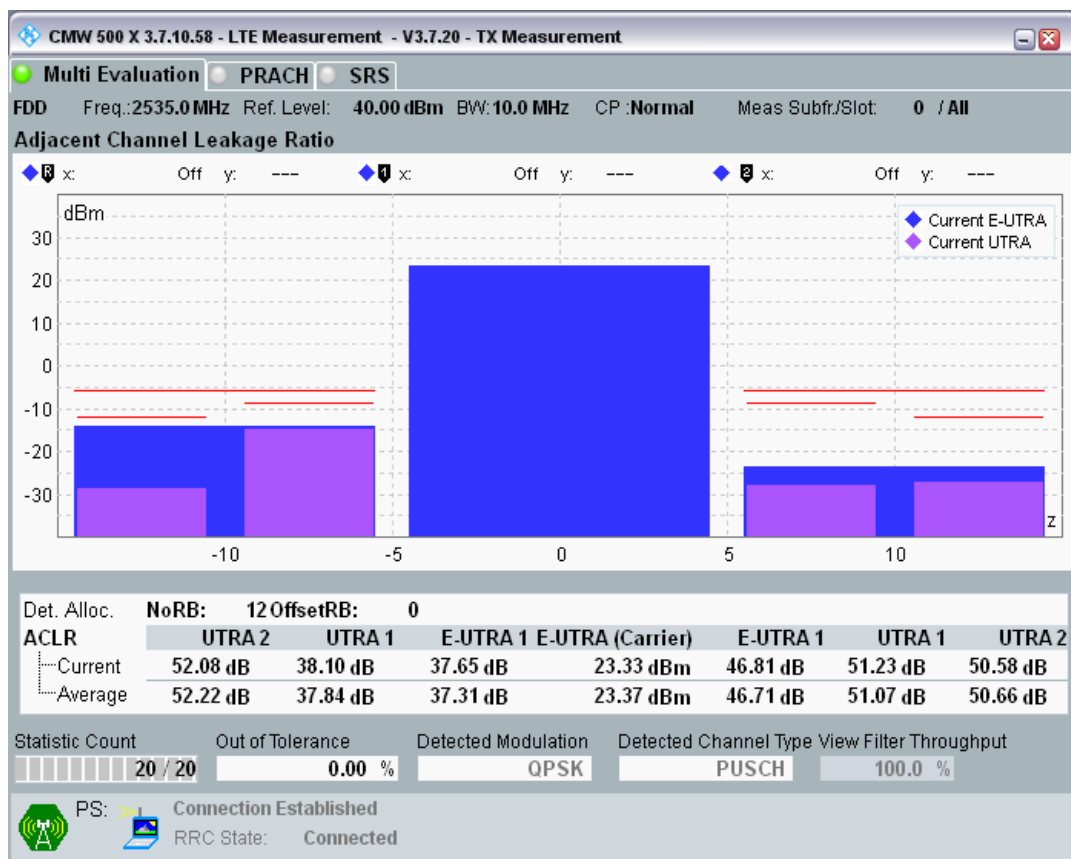 CMW 500 X 3.7.10.58 - LTE Measurement - V3.7.20 - TX Measurement
Multi Evaluation PRACH SRS
FDD Freq.:2535.0 MHz Ref. Level: 40.00 dBm BW: 10.0 MHz CP :Normal Meas Subfr./Slot: 0 / All
Adjacent Channel Leakage Ratio
R x: Off y: --- 1 x: Off y: --- 2 x: Off y: ---
dBm
Current E-UTRA
Current UTRA
30
20
10
0
-10
-20
-30
z
-10 -5 0 5 10
Det. Alloc. NoRB: 12 OffsetRB: 0
ACLR UTRA 2 UTRA 1 E-UTRA 1 E-UTRA (Carrier) E-UTRA 1 UTRA 1 UTRA 2
Current 52.08 dB 38.10 dB 37.65 dB 23.33 dBm 46.81 dB 51.23 dB 50.58 dB
Average 52.22 dB 37.84 dB 37.31 dB 23.37 dBm 46.71 dB 51.07 dB 50.66 dB
Statistic Count Out of Tolerance Detected Modulation Detected Channel Type View Filter Throughput
20 / 20 0.00 % QPSK PUSCH 100.0 %
PS: Connection Established
RRC State: Connected